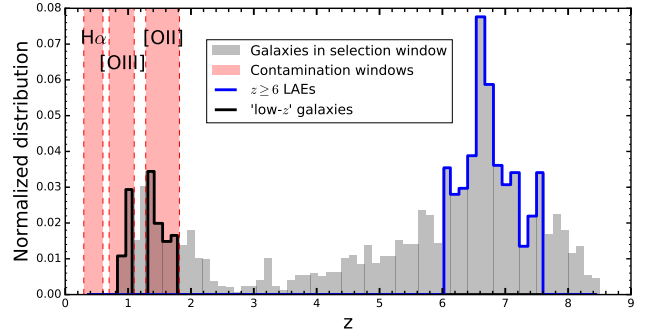 0.08
0.07
0.06
0.05
0.04
0.03
0.02
0.01
0.00
Normalized distribution
Hα
[OIII]
[OII]
Galaxies in selection window
Contamination windows
z ≥ 6 LAEs
'low-z' galaxies
0 1 2 3 4 5 6 7 8 9
z